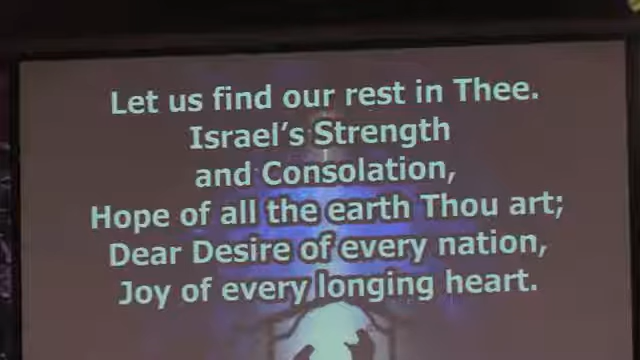 Let us find our rest in Thee.
Israel's Strength
and Consolation,
Hope of all the earth Thou art;
Dear Desire of every nation,
Joy of every longing heart.